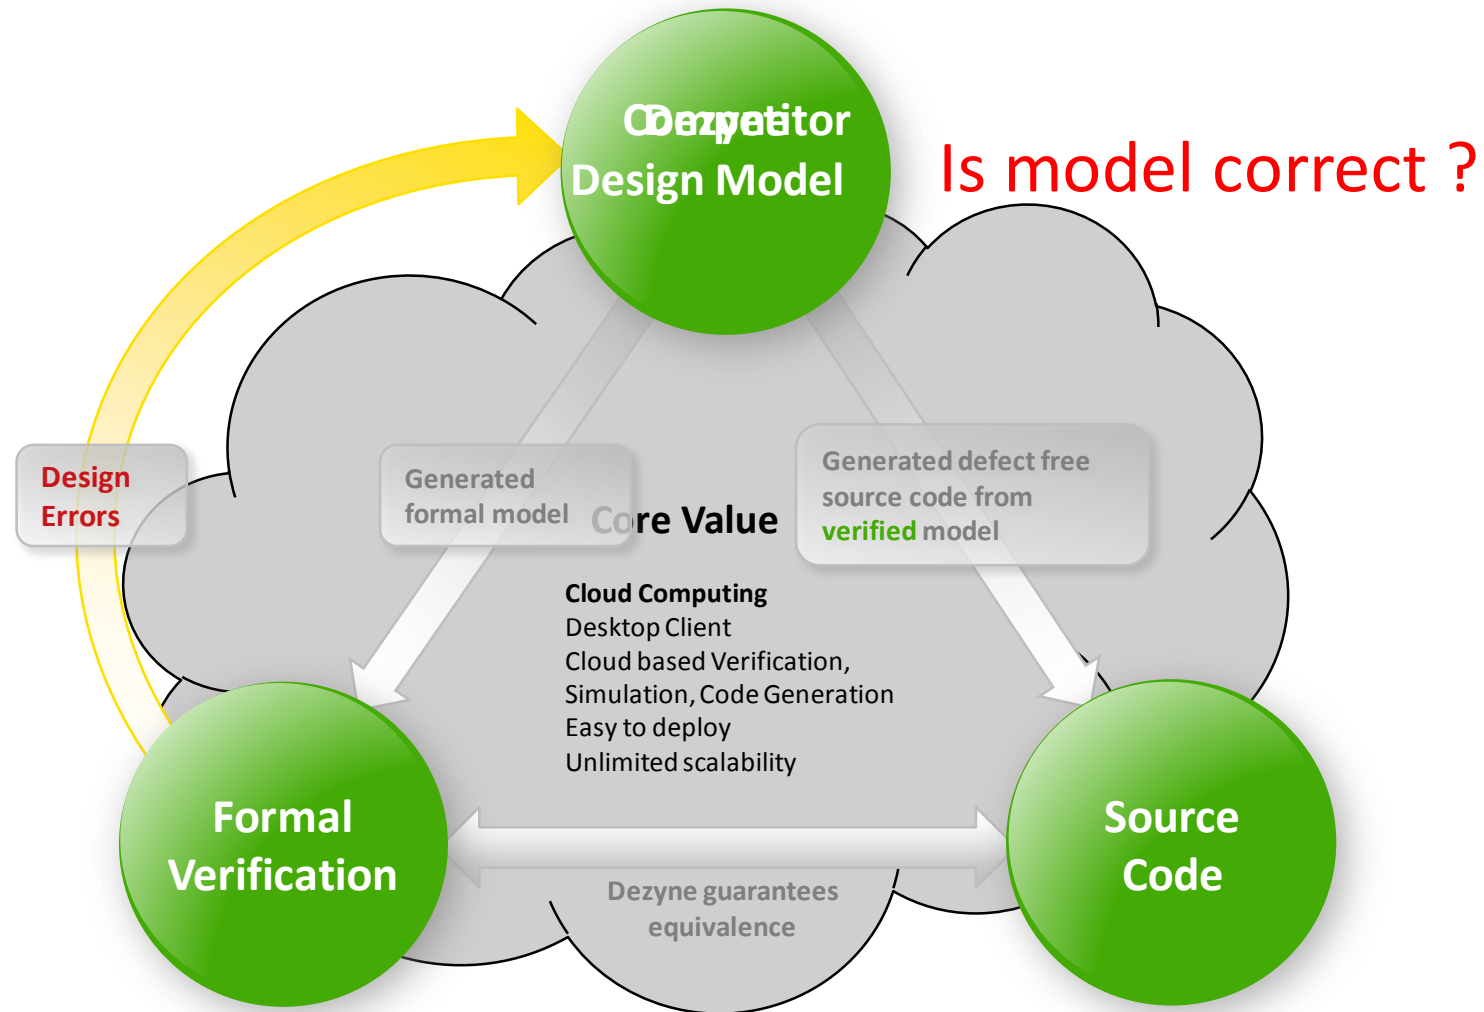 Competitor
Dezyne
Design Model
Is model correct ?
Design
Errors
Generated
formal model
Generated defect free
source code from
verified model
Core Value
Cloud Computing
Desktop Client
Cloud based Verification,
Simulation, Code Generation
Easy to deploy
Unlimited scalability
Formal
Verification
Source
Code
Dezyne guarantees
equivalence